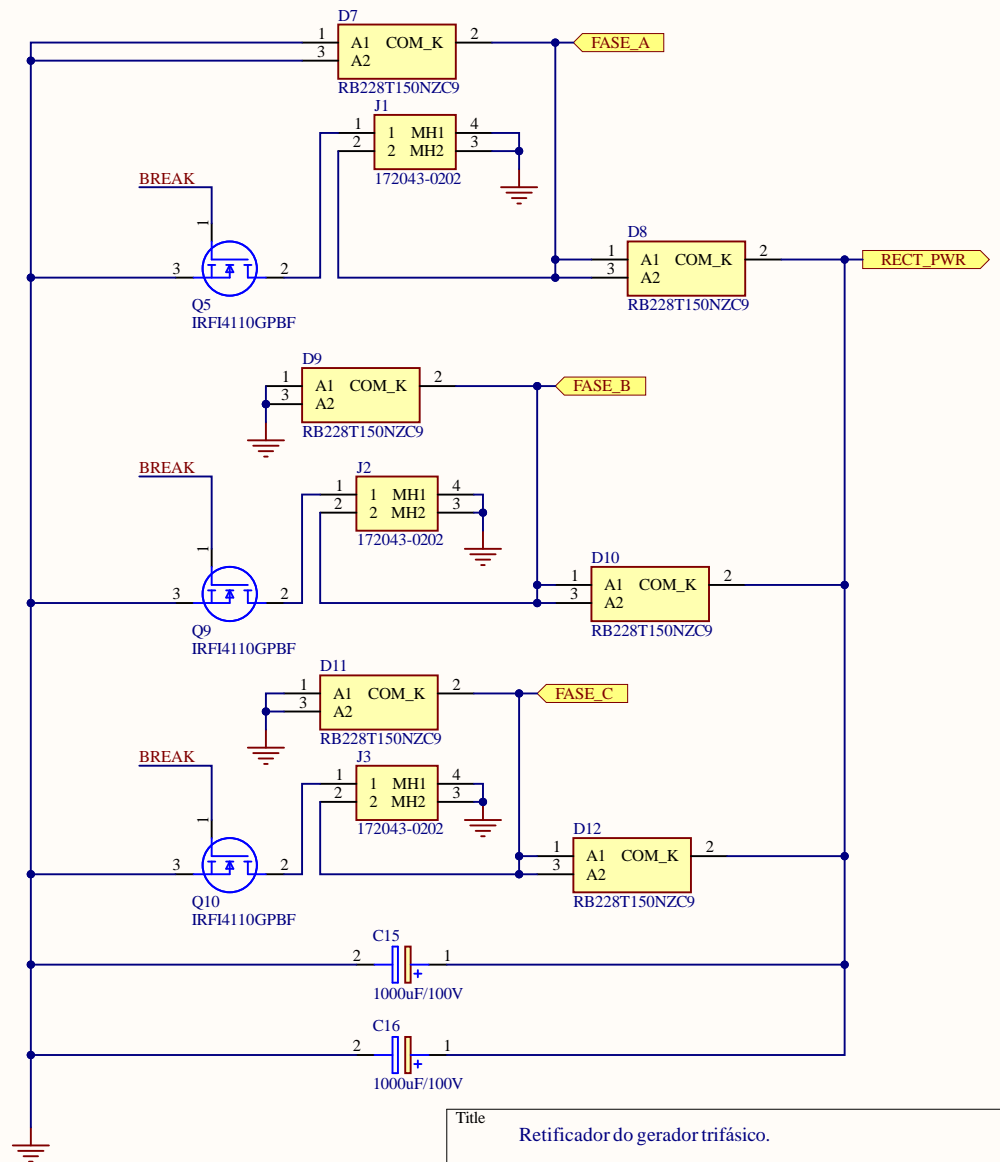 D7
1 A1 COM_K 2
3 A2
RB228T150NZC9
FASE_A
J1
1 1 MH1 4
2 2 MH2 3
172043-0202
BREAK
1
3 2
Q5
IRFI4110GPBF
D8
1 A1 COM_K 2
3 A2
RB228T150NZC9
RECT_PWR
D9
1 A1 COM_K 2
3 A2
RB228T150NZC9
FASE_B
J2
1 1 MH1 4
2 2 MH2 3
172043-0202
BREAK
1
3 2
Q9
IRFI4110GPBF
D10
1 A1 COM_K 2
3 A2
RB228T150NZC9
D11
1 A1 COM_K 2
3 A2
RB228T150NZC9
FASE_C
J3
1 1 MH1 4
2 2 MH2 3
172043-0202
BREAK
1
3 2
Q10
IRFI4110GPBF
D12
1 A1 COM_K 2
3 A2
RB228T150NZC9
C15
2 + 1
1000uF/100V
C16
2 + 1
1000uF/100V
Title
Retificador do gerador trifásico.